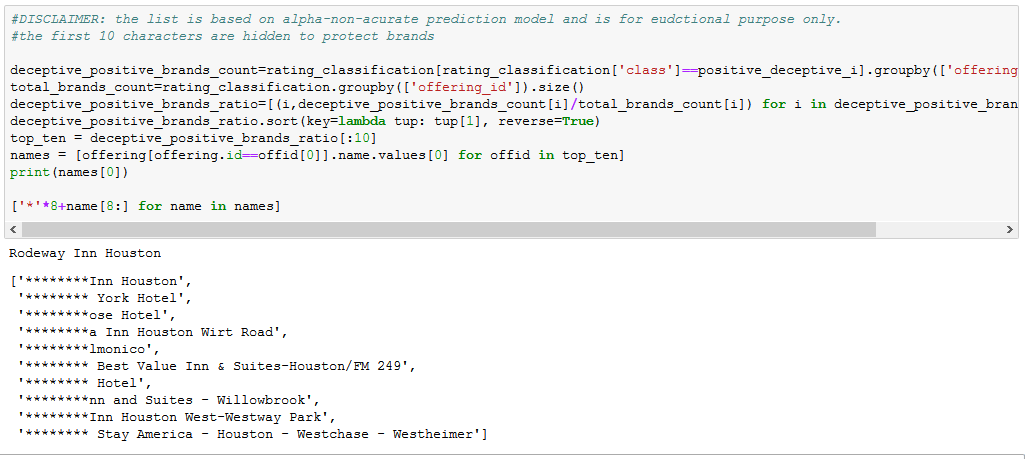 #DISCLAIMER: the list is based on alpha-non-acurate prediction model and is for eudctional purpose only.
#the first 10 characters are hidden to protect brands
deceptive_positive_brands_count=rating_classification[rating_classification['class']==positive_deceptive_i].groupby(['offering
total_brands_count=rating_classification.groupby(['offering_id']).size()
deceptive_positive_brands_ratio=[(i,deceptive_positive_brands_count[i]/total_brands_count[i]) for i in deceptive_positive_bran
deceptive_positive_brands_ratio.sort(key=lambda tup: tup[1], reverse=True)
top_ten = deceptive_positive_brands_ratio[:10]
names = [offering[offering.id==offid[0]].name.values[0] for offid in top_ten]
print(names[0])
['*'*8+name[8:] for name in names]
Rodeway Inn Houston
['********Inn Houston',
'******** York Hotel',
'********ose Hotel',
'********a Inn Houston Wirt Road',
'********lmonico',
'******** Best Value Inn & Suites-Houston/FM 249',
'******** Hotel',
'********nn and Suites - Willowbrook',
'********Inn Houston West-Westway Park',
'******** Stay America - Houston - Westchase - Westheimer']